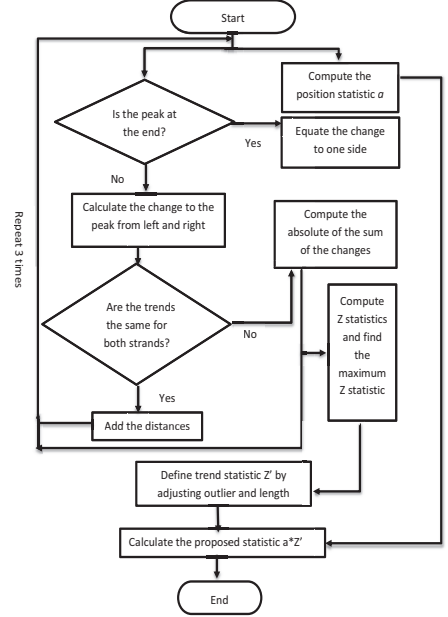 Start
Compute the
position statistic a
Is the peak at
the end?
Yes
Equate the change
to one side
No
Calculate the change to the
peak from left and right
Compute the
absolute of the sum
of the changes
Repeat 3 times
Are the trends
the same for
both strands?
No
Compute
Z statistics
and find
the
maximum
Z statistic
Yes
Add the distances
Define trend statistic Z' by
adjusting outlier and length
Calculate the proposed statistic a*Z'
End